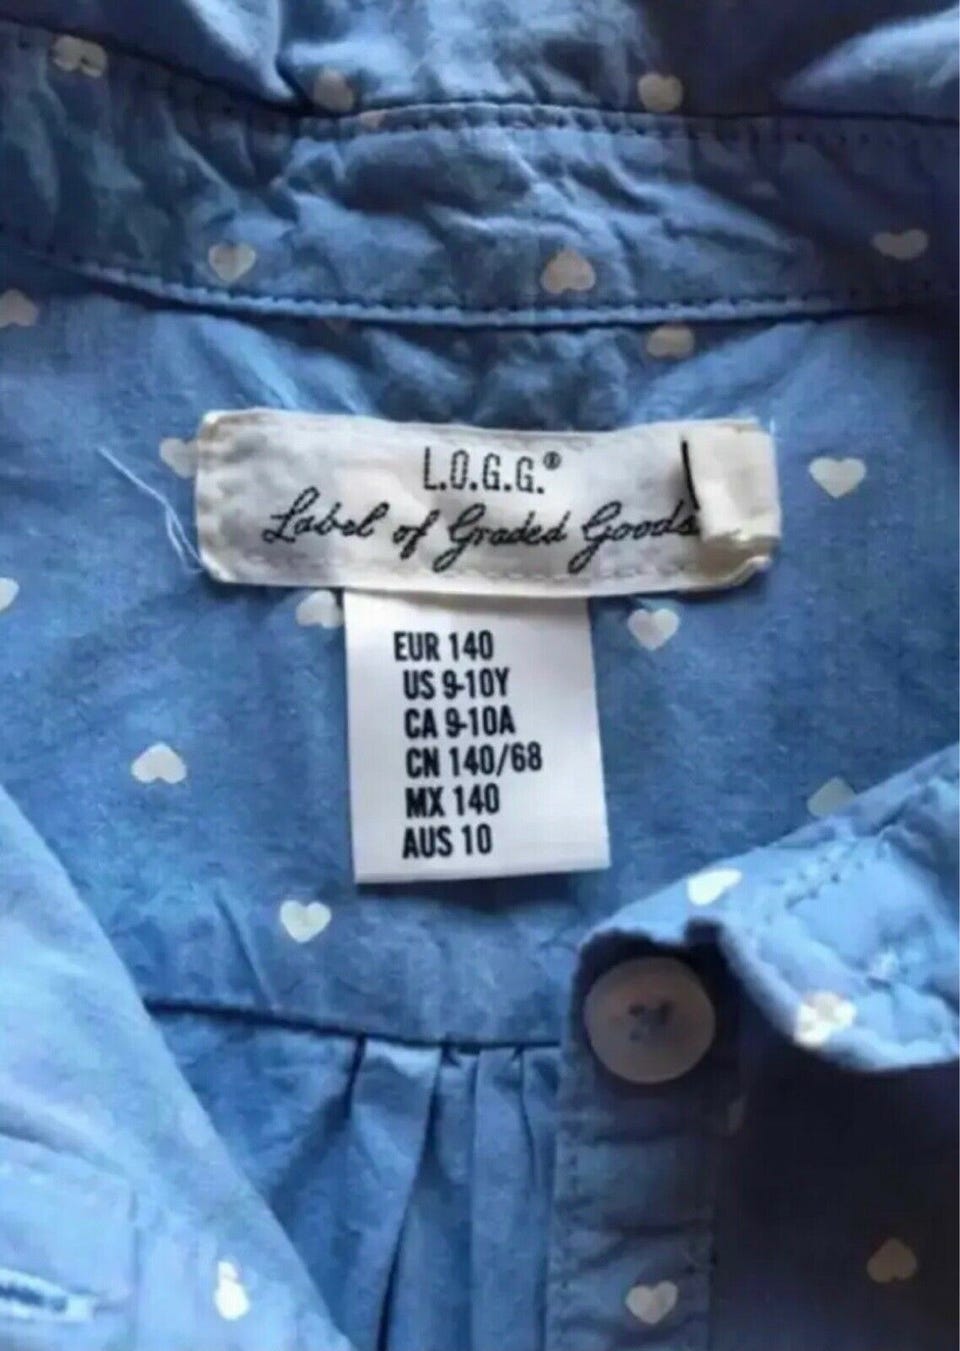 L.O.G.G.®
Label of Graded Goods
EUR 140
US 9-10Y
CA 9-10A
CN 140/68
MX 140
AUS 10